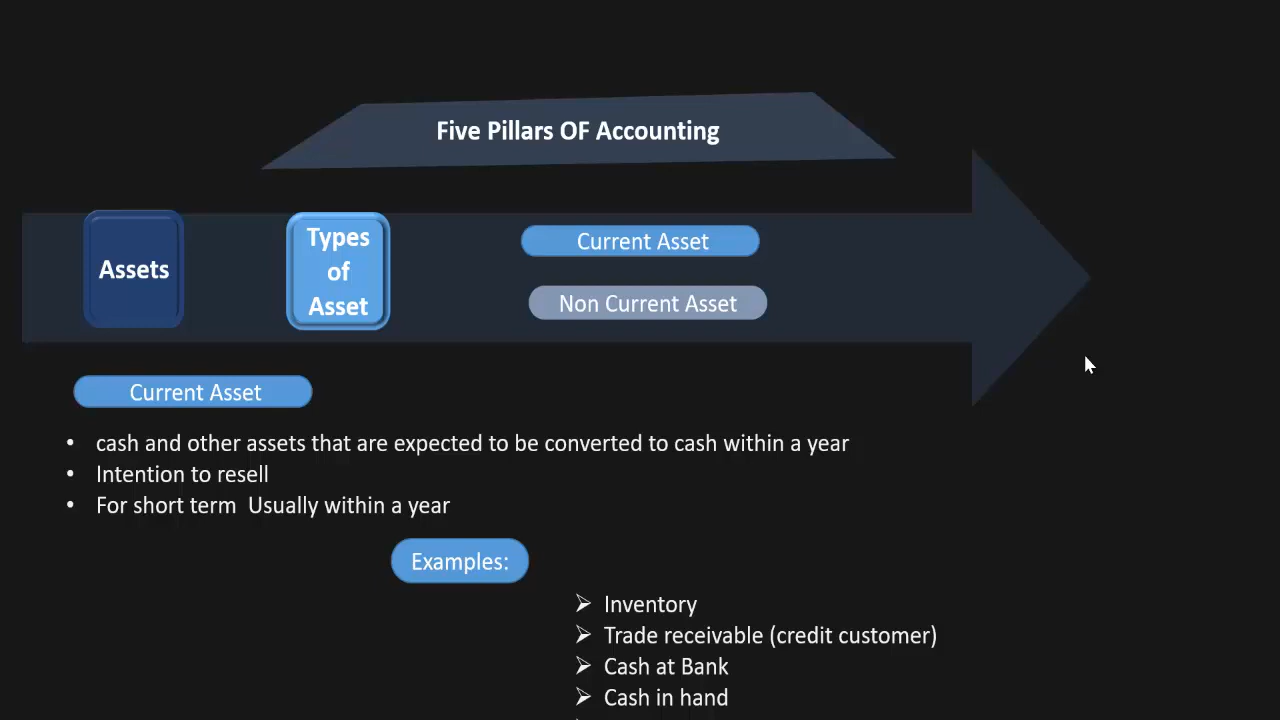 Five Pillars OF Accounting
Assets
Types
of
Asset
Current Asset
Non Current Asset
Current Asset
• cash and other assets that are expected to be converted to cash within a year
• Intention to resell
• For short term  Usually within a year
Examples:
➢ Inventory
➢ Trade receivable (credit customer)
➢ Cash at Bank
➢ Cash in hand